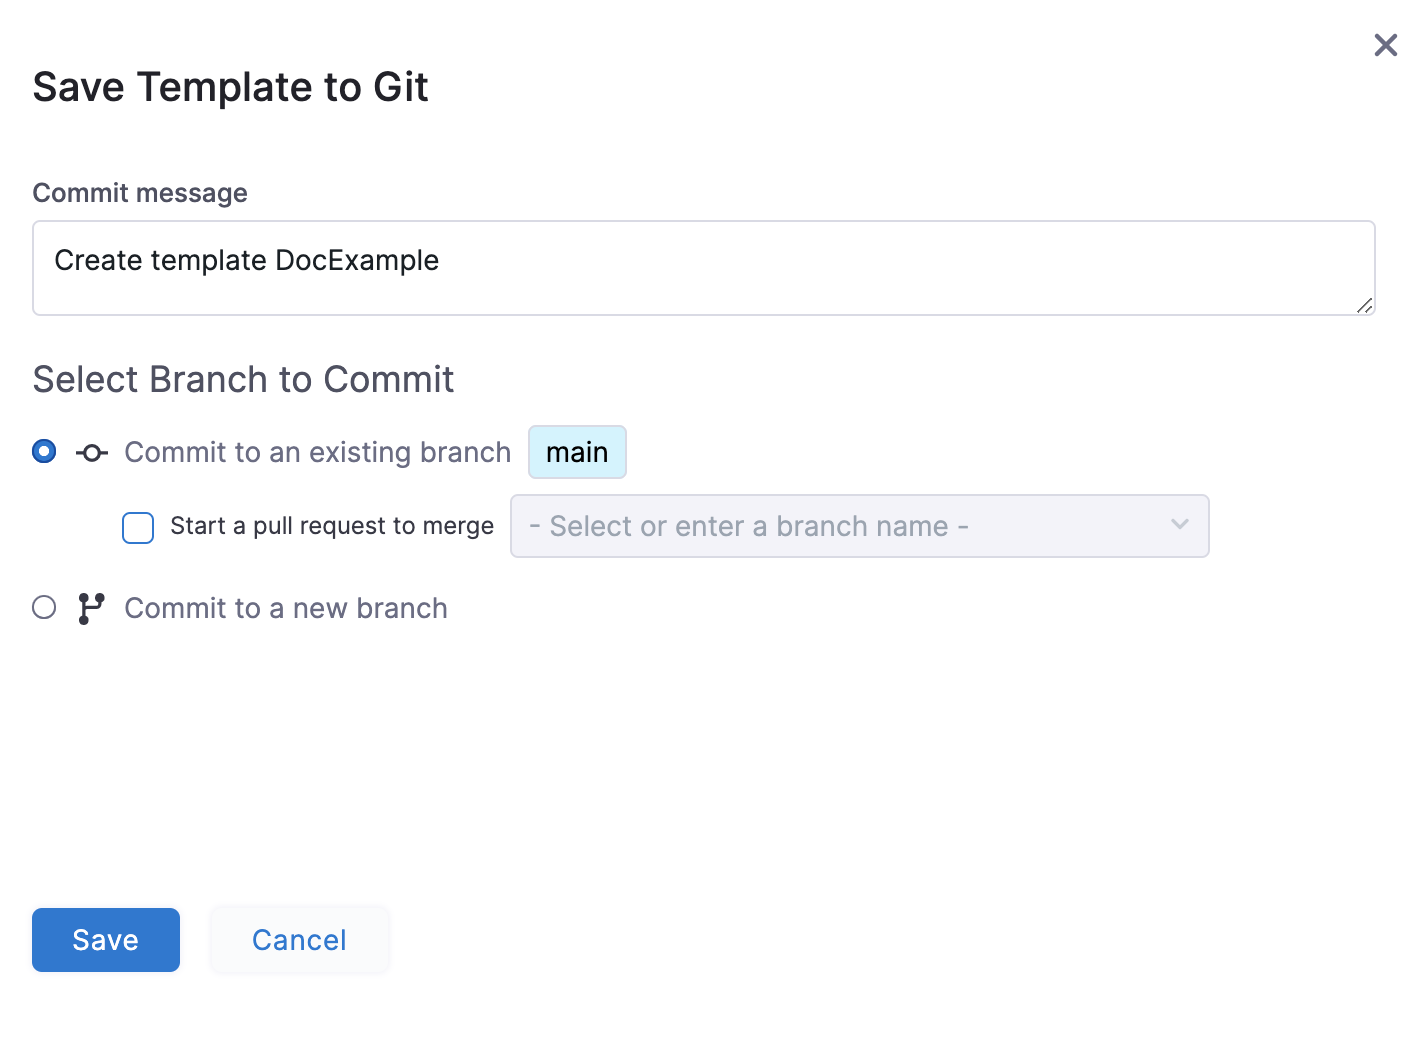 Save Template to Git
Commit message
Create template DocExample
Select Branch to Commit
Commit to an existing branch main
Start a pull request to merge - Select or enter a branch name -
Commit to a new branch
Save Cancel